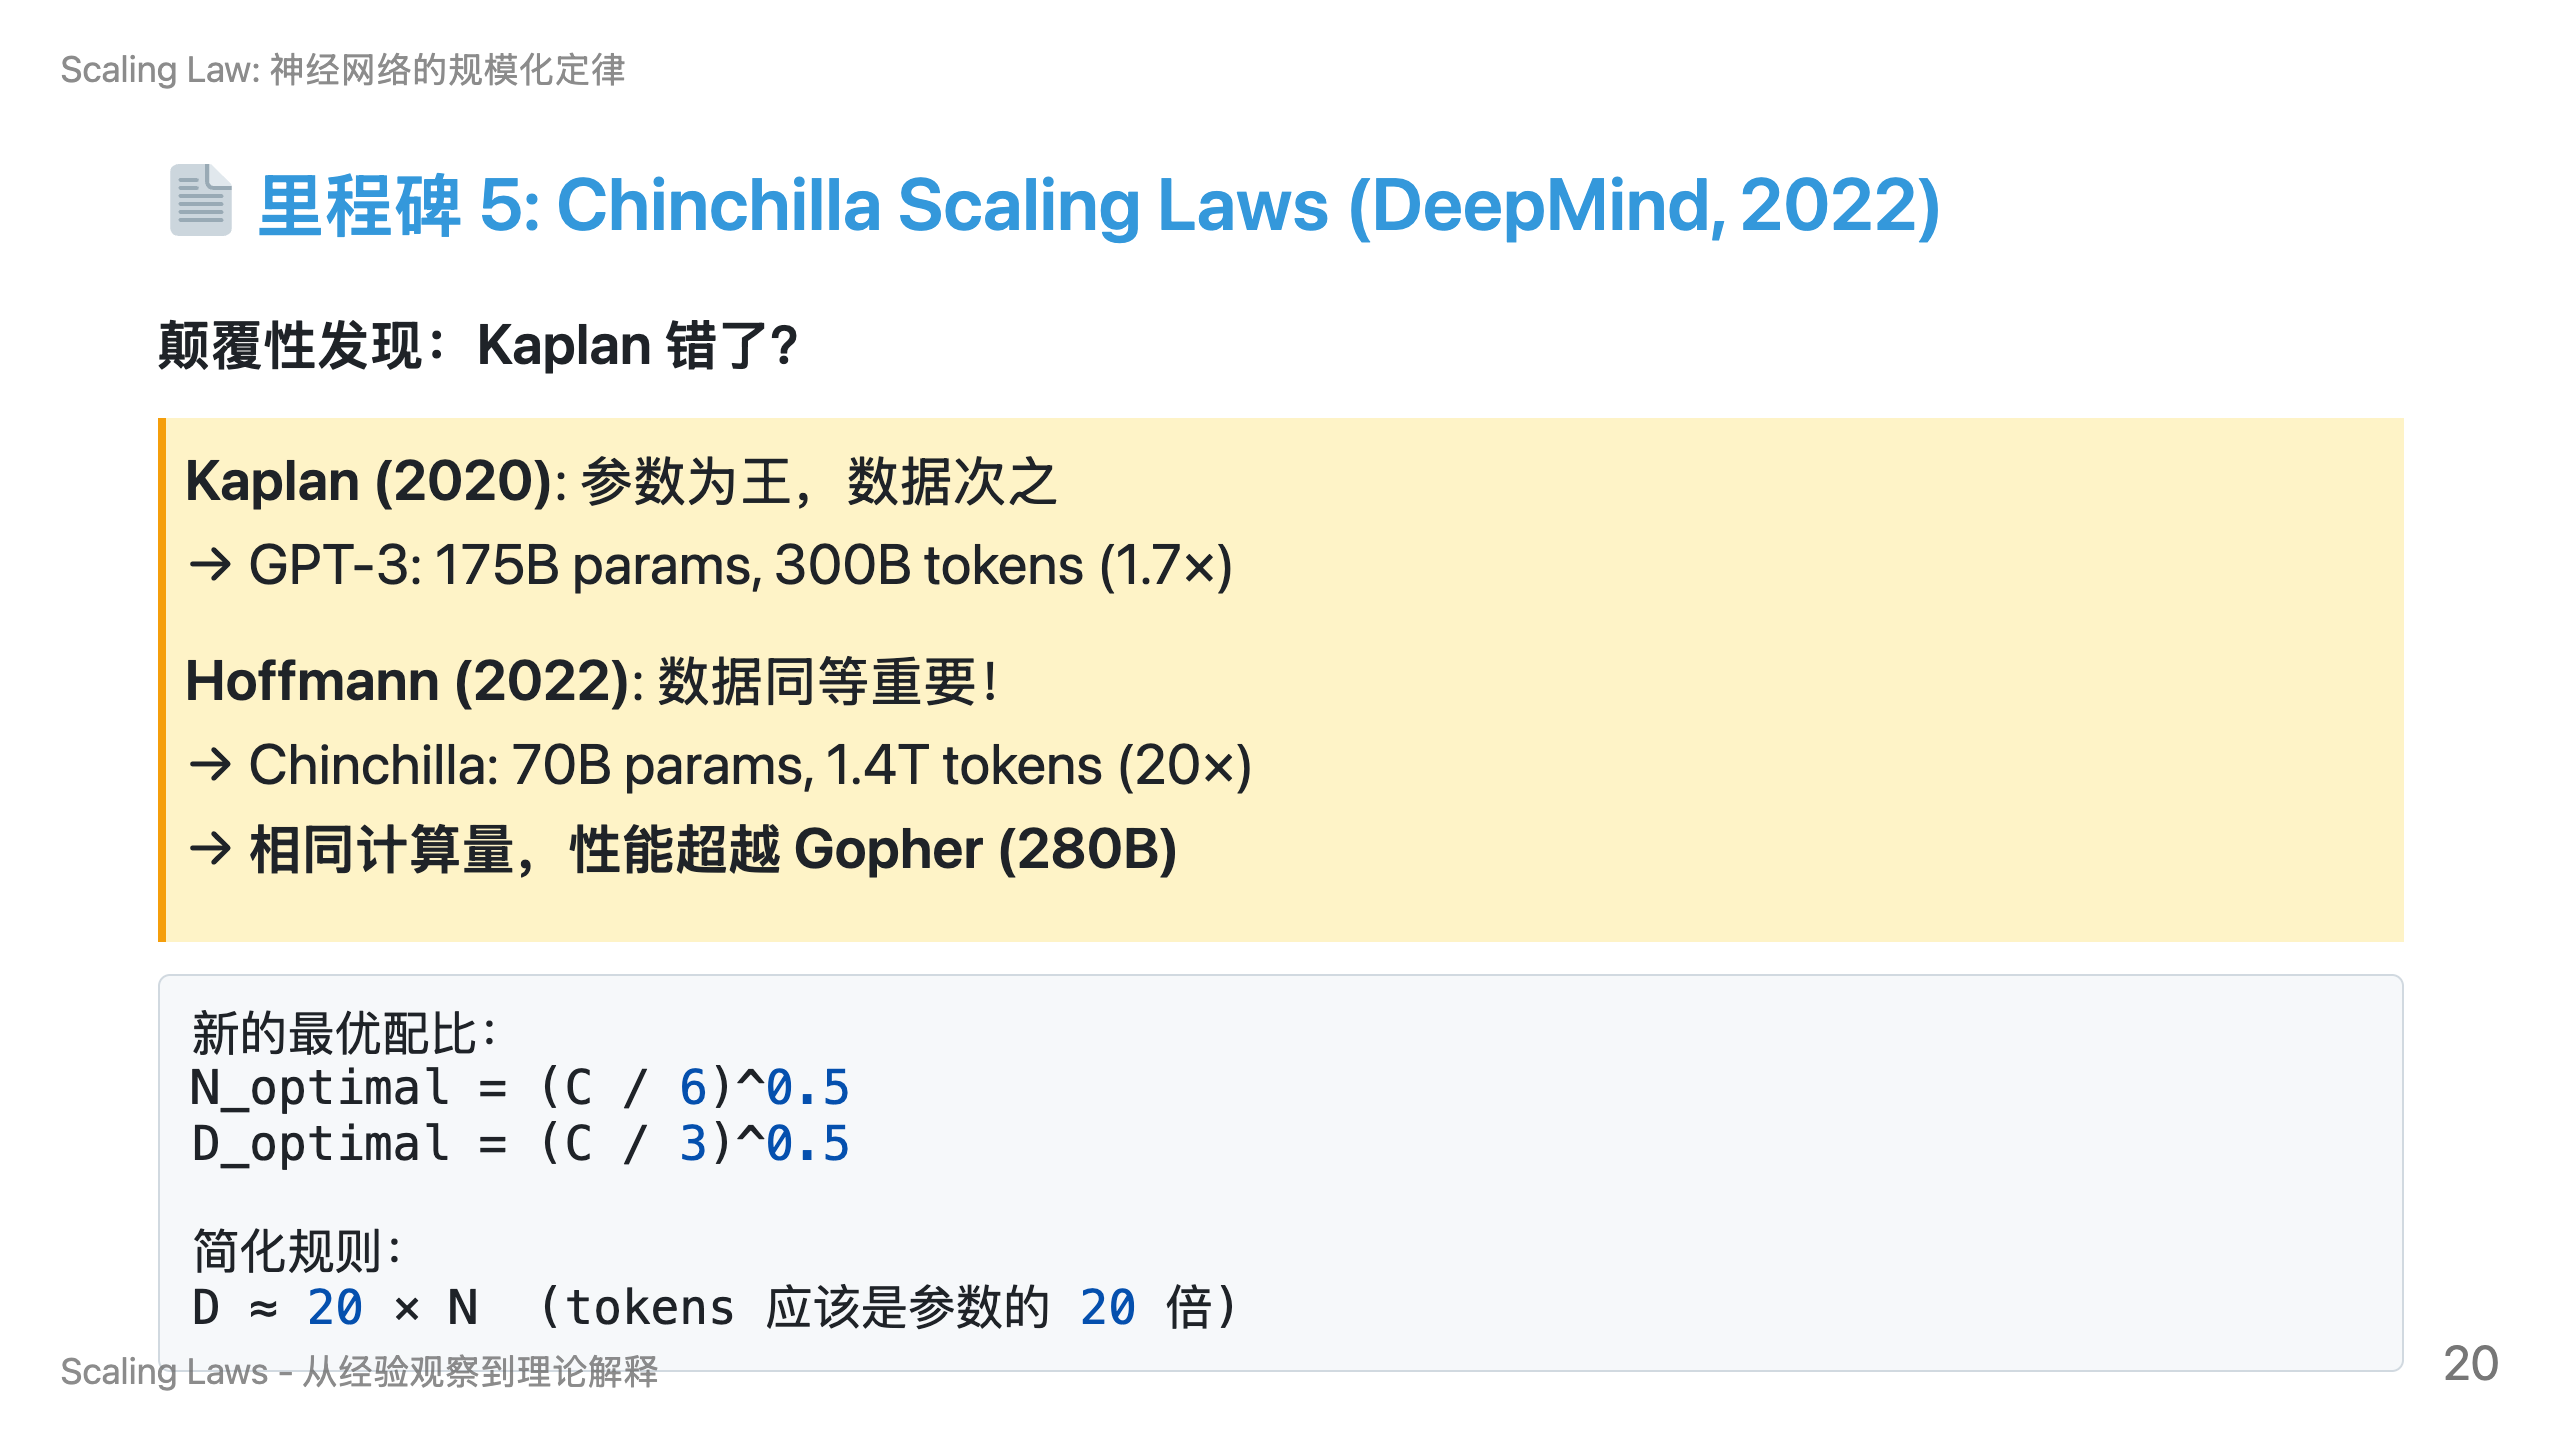 Scaling Law: 神经网络的规模化定律
里程碑 5: Chinchilla Scaling Laws (DeepMind, 2022)
颠覆性发现：Kaplan 错了?
Kaplan (2020): 参数为王，数据次之
→ GPT-3: 175B params, 300B tokens (1.7×)
Hoffmann (2022): 数据同等重要！
→ Chinchilla: 70B params, 1.4T tokens (20×)
→ 相同计算量，性能超越 Gopher (280B)
新的最优配比：
N_optimal = (C / 6)^0.5
D_optimal = (C / 3)^0.5
简化规则：
D ≈ 20 × N  (tokens 应该是参数的 20 倍)
Scaling Laws - 从经验观察到理论解释
20